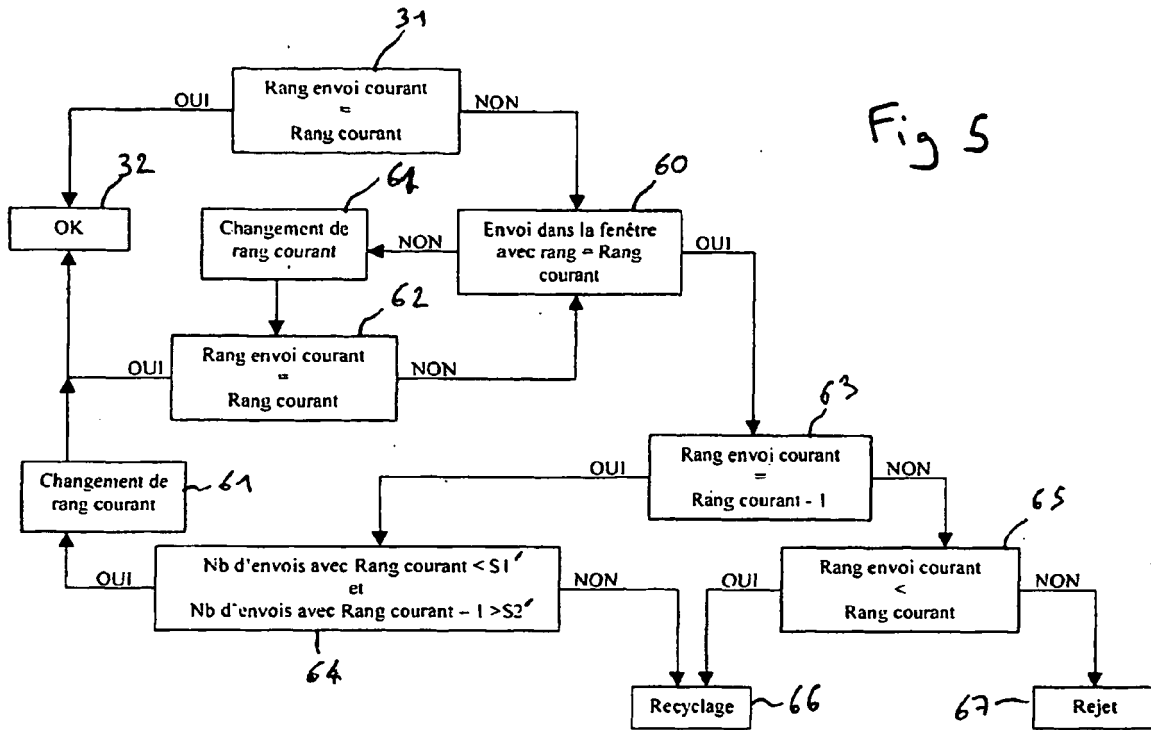 31
Rang envoi courant
=
Rang courant
OUI
NON
Fig 5
32
OK
61
Changement de
rang courant
NON
60
Envoi dans la fenêtre
avec rang = Rang
courant
OUI
62
Rang envoi courant
=
Rang courant
OUI
NON
63
Rang envoi courant
=
Rang courant - 1
OUI
NON
Changement de
rang courant
61
65
Rang envoi courant
<
Rang courant
OUI
NON
Nb d'envois avec Rang courant < S1'
et
Nb d'envois avec Rang courant – 1 >S2'
OUI
NON
64
Recyclage
66
67
Rejet